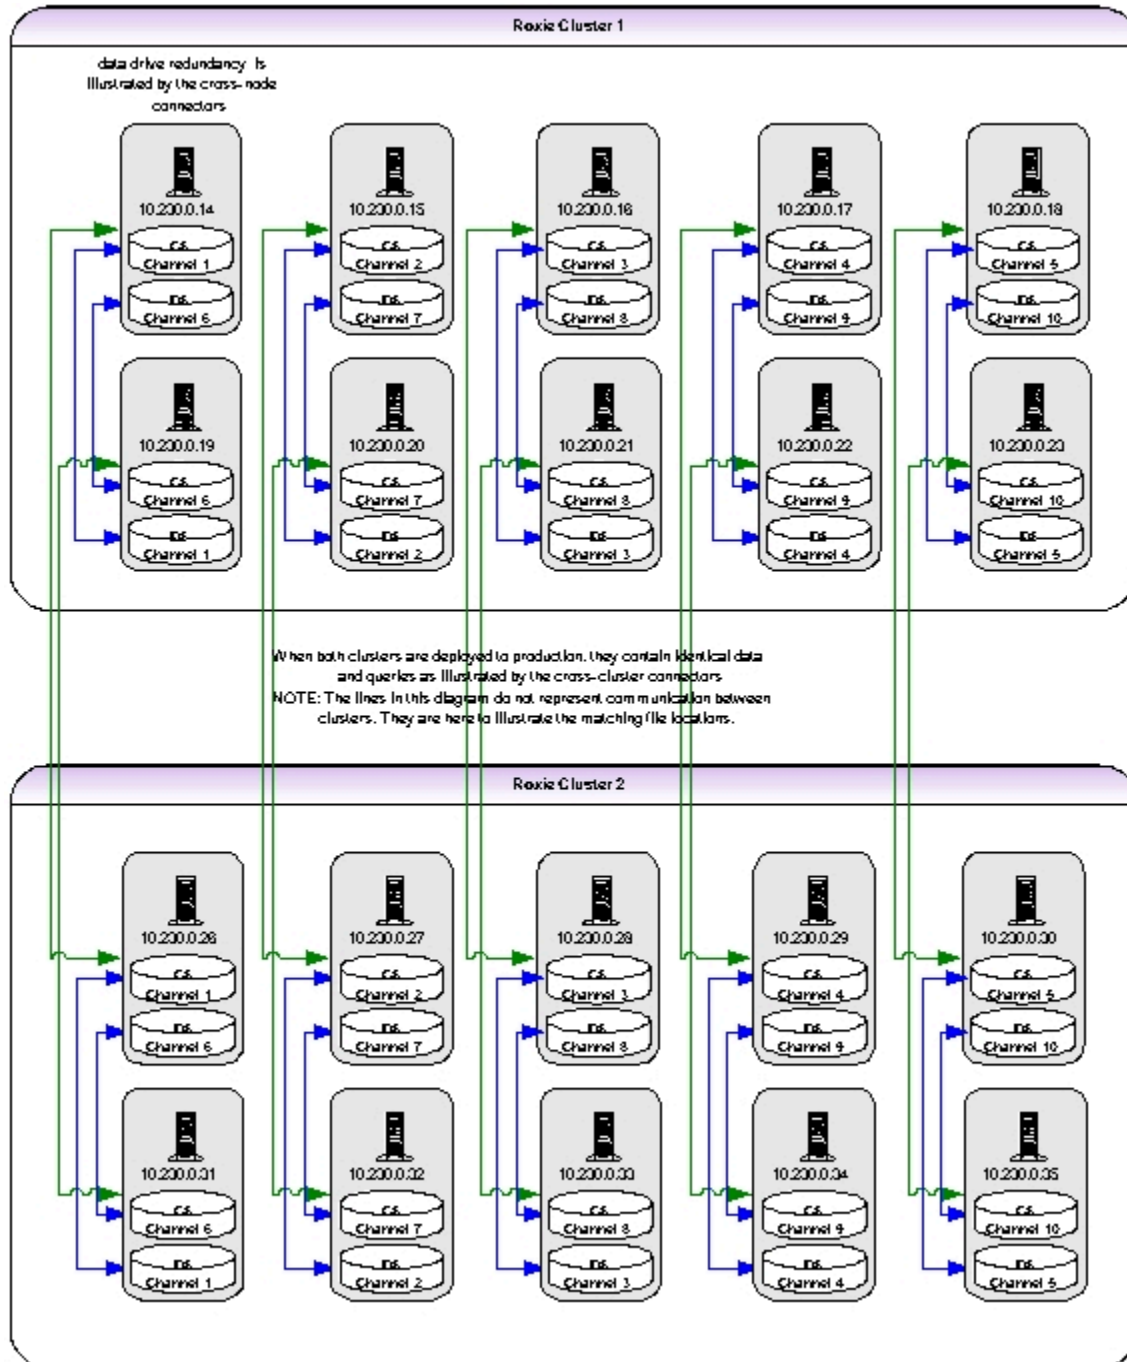 Roxie Cluster 1
data drive redundancy is
illustrated by the cross-node
connectors
10.230.0.14
10.230.0.15
10.230.0.16
10.230.0.17
10.230.0.18
C:\
Channel 1
C:\
Channel 2
C:\
Channel 3
C:\
Channel 4
C:\
Channel 5
D:\
Channel 6
D:\
Channel 7
D:\
Channel 8
D:\
Channel 9
D:\
Channel 10
10.230.0.19
10.230.0.20
10.230.0.21
10.230.0.22
10.230.0.23
C:\
Channel 6
C:\
Channel 7
C:\
Channel 8
C:\
Channel 9
C:\
Channel 10
D:\
Channel 1
D:\
Channel 2
D:\
Channel 3
D:\
Channel 4
D:\
Channel 5
When both clusters are deployed to production, they contain identical data
and queries as illustrated by the cross-cluster connectors
NOTE: The lines in this diagram do not represent communication between
clusters. They are here to illustrate the matching file locations.
Roxie Cluster 2
10.230.0.26
10.230.0.27
10.230.0.28
10.230.0.29
10.230.0.30
C:\
Channel 1
C:\
Channel 2
C:\
Channel 3
C:\
Channel 4
C:\
Channel 5
D:\
Channel 6
D:\
Channel 7
D:\
Channel 8
D:\
Channel 9
D:\
Channel 10
10.230.0.31
10.230.0.32
10.230.0.33
10.230.0.34
10.230.0.35
C:\
Channel 6
C:\
Channel 7
C:\
Channel 8
C:\
Channel 9
C:\
Channel 10
D:\
Channel 1
D:\
Channel 2
D:\
Channel 3
D:\
Channel 4
D:\
Channel 5